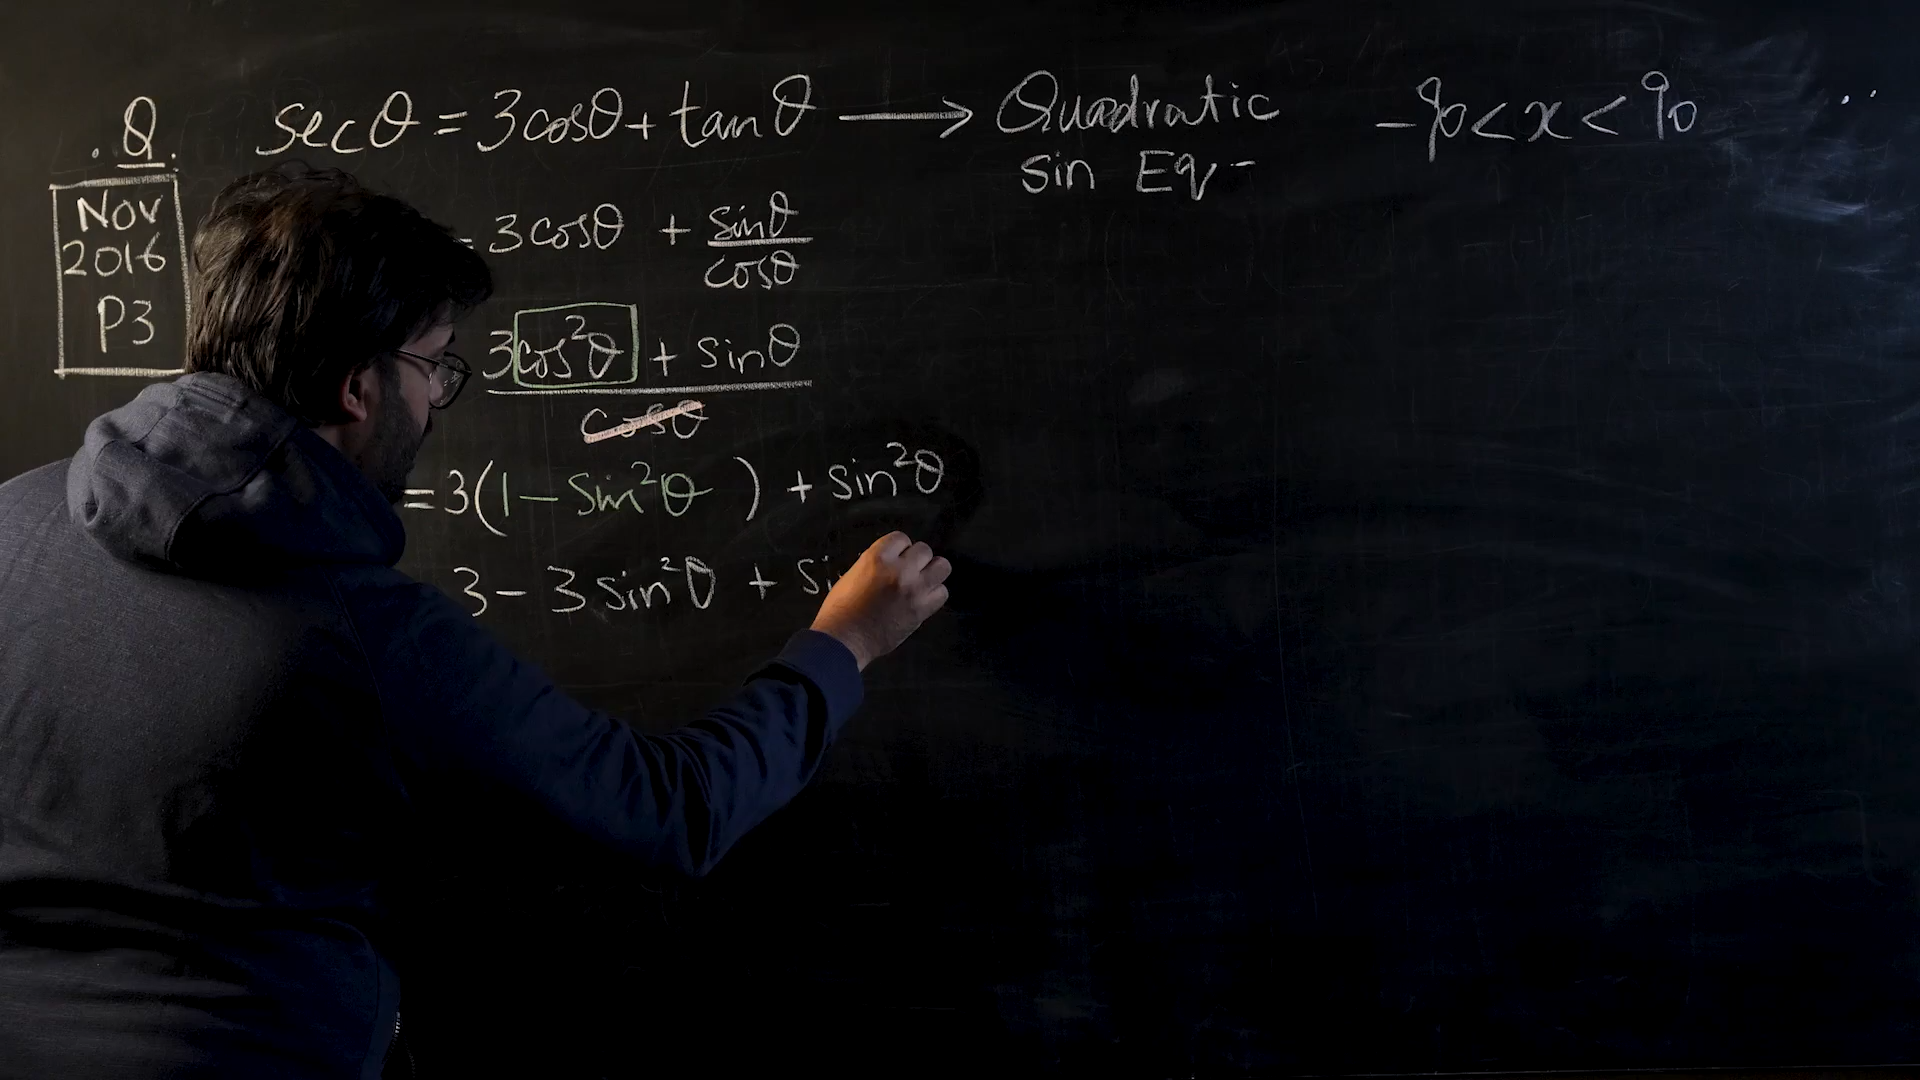 .Q. secθ = 3cosθ + tanθ ⟶ Quadratic sin Eq- -90 < x < 90 ..
Nov 2016 P3
= 3cosθ + sinθ/cosθ
3cos²θ + sinθ
cosθ
=3(1-Sin²θ) + sin²θ
3-3sin²θ + si